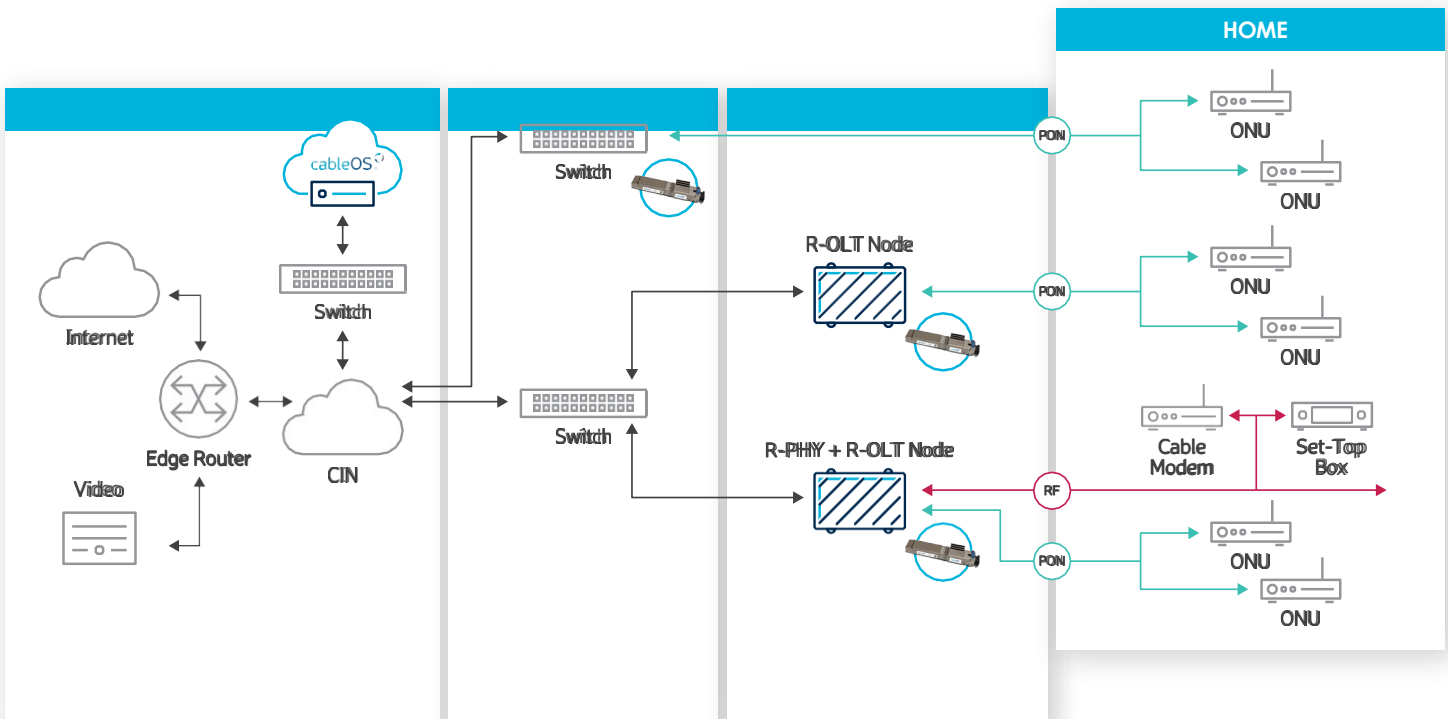 HOME
cableOS
Switch
Internet
Edge Router
Video
CIN
Switch
Switch
R-OLT Node
R-PHY + R-OLT Node
PON
ONU
ONU
PON
ONU
ONU
Cable
Modem
Set-Top
Box
RF
PON
ONU
ONU